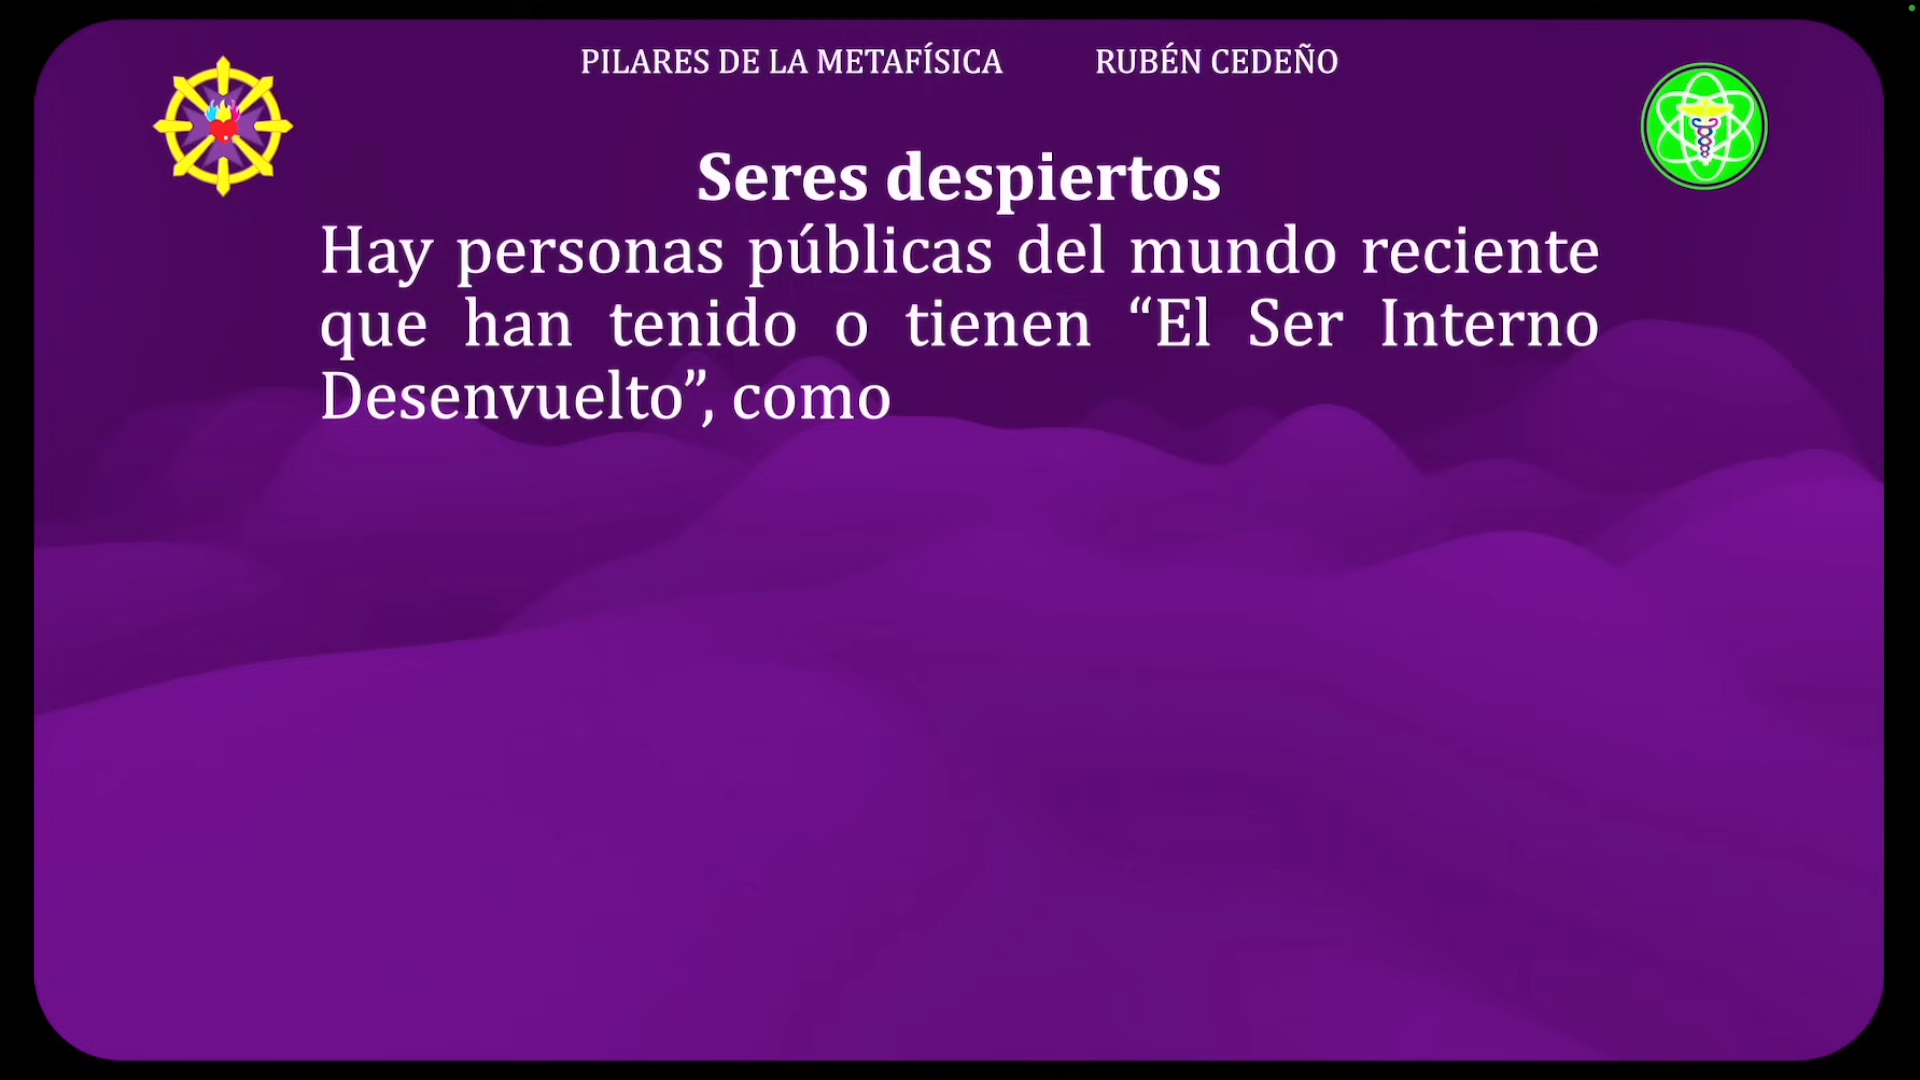 PILARES DE LA METAFÍSICA RUBÉN CEDEÑO
Seres despiertos
Hay personas públicas del mundo reciente
que han tenido o tienen “El Ser Interno
Desenvuelto”, como